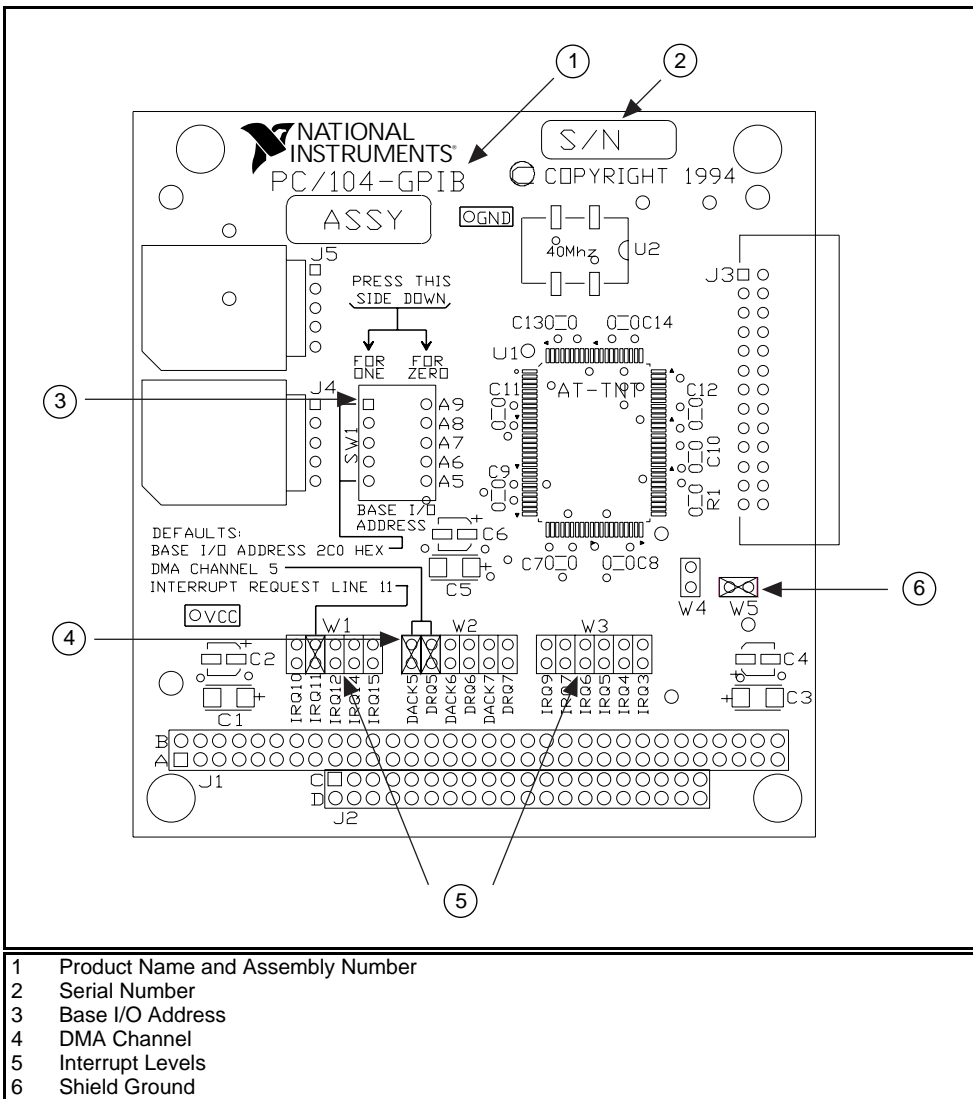 1
2
NATIONAL
INSTRUMENTS®
S/N
PC/104-GPIB
COPYRIGHT 1994
ASSY
GND
40Mhz
U2
J5
J3
PRESS THIS
SIDE DOWN
C13
C14
FOR
ONE
FOR
ZERO
U1
J4
AT-TNT
C11
C12
3
SW1
A9
A8
A7
A6
A5
C10
C9
R1
BASE I/O
ADDRESS
C6
DEFAULTS:
BASE I/O ADDRESS 2C0 HEX
DMA CHANNEL 5
INTERRUPT REQUEST LINE 11
C5
C7
C8
6
VCC
W4
W5
4
W1
W2
W3
C2
C4
C1
C3
IRQ10
IRQ11
IRQ12
IRQ14
IRQ15
DACK5
DRQ5
DACK6
DRQ6
DACK7
DRQ7
IRQ9
IRQ7
IRQ6
IRQ5
IRQ4
IRQ3
B
A
J1
C
D
J2
5
1 Product Name and Assembly Number
2 Serial Number
3 Base I/O Address
4 DMA Channel
5 Interrupt Levels
6 Shield Ground